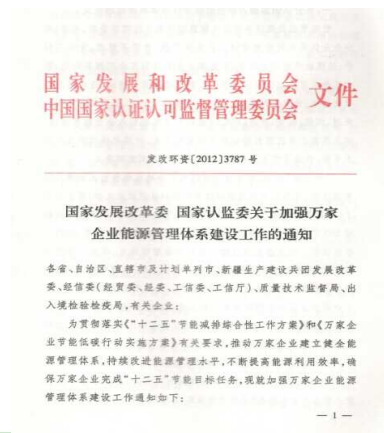 国家发展和改革委员会
中国国家认证认可监督管理委员会
文件
发改环资〔2012〕3787 号
国家发展改革委 国家认监委关于加强万家
企业能源管理体系建设工作的通知
各省、自治区、直辖市及计划单列市、新疆生产建设兵团发展改革
委、经信委(经贸委、经委、工信委、工信厅)、质量技术监督局、出
入境检验检疫局,有关企业:
为贯彻落实《“十二五”节能减排综合性工作方案》和《万家企
业节能低碳行动实施方案》有关要求,推动万家企业建立健全能
源管理体系,持续改进能源管理水平,不断提高能源利用效率,确
保万家企业完成“十二五”节能目标任务,现就加强万家企业能源
管理体系建设工作通知如下:
— 1 —